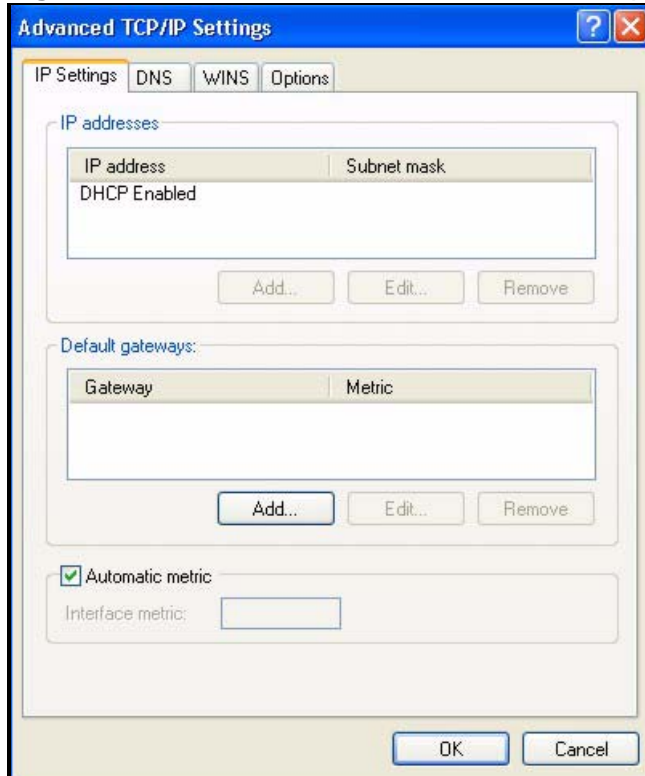 Advanced TCP/IP Settings
IP Settings DNS WINS Options
IP addresses
IP address Subnet mask
DHCP Enabled
Add... Edit... Remove
Default gateways:
Gateway Metric
Add... Edit... Remove
Automatic metric
Interface metric:
OK Cancel